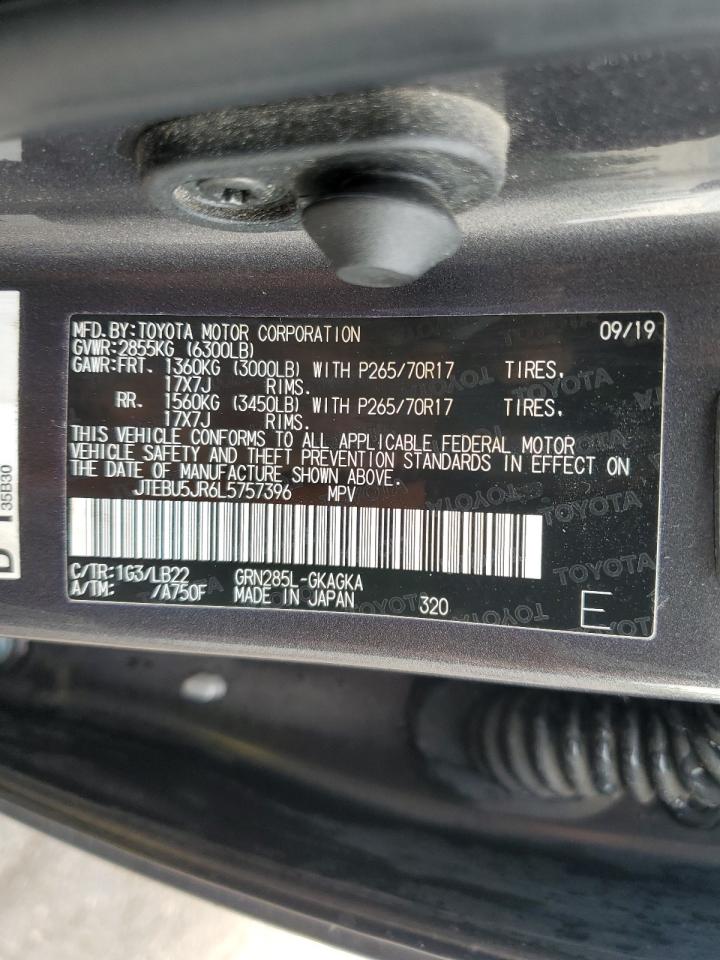 MFD. BY: TOYOTA MOTOR CORPORATION 09/19
GVWR: 2855KG (6300LB)
GAWR: FRT. 1360KG (3000LB) WITH P265/70R17 TIRES,
17X7J RIMS.
RR. 1560KG (3450LB) WITH P265/70R17 TIRES,
17X7J RIMS.
THIS VEHICLE CONFORMS TO ALL APPLICABLE FEDERAL MOTOR
VEHICLE SAFETY AND THEFT PREVENTION STANDARDS IN EFFECT ON
THE DATE OF MANUFACTURE SHOWN ABOVE.
JTEBU5JR6L5757396 MPV
C/TR: 1G3/LB22 GRN285L-GKAGKA
A/TM: /A750F MADE IN JAPAN 320 E
TOYOTA
35B30